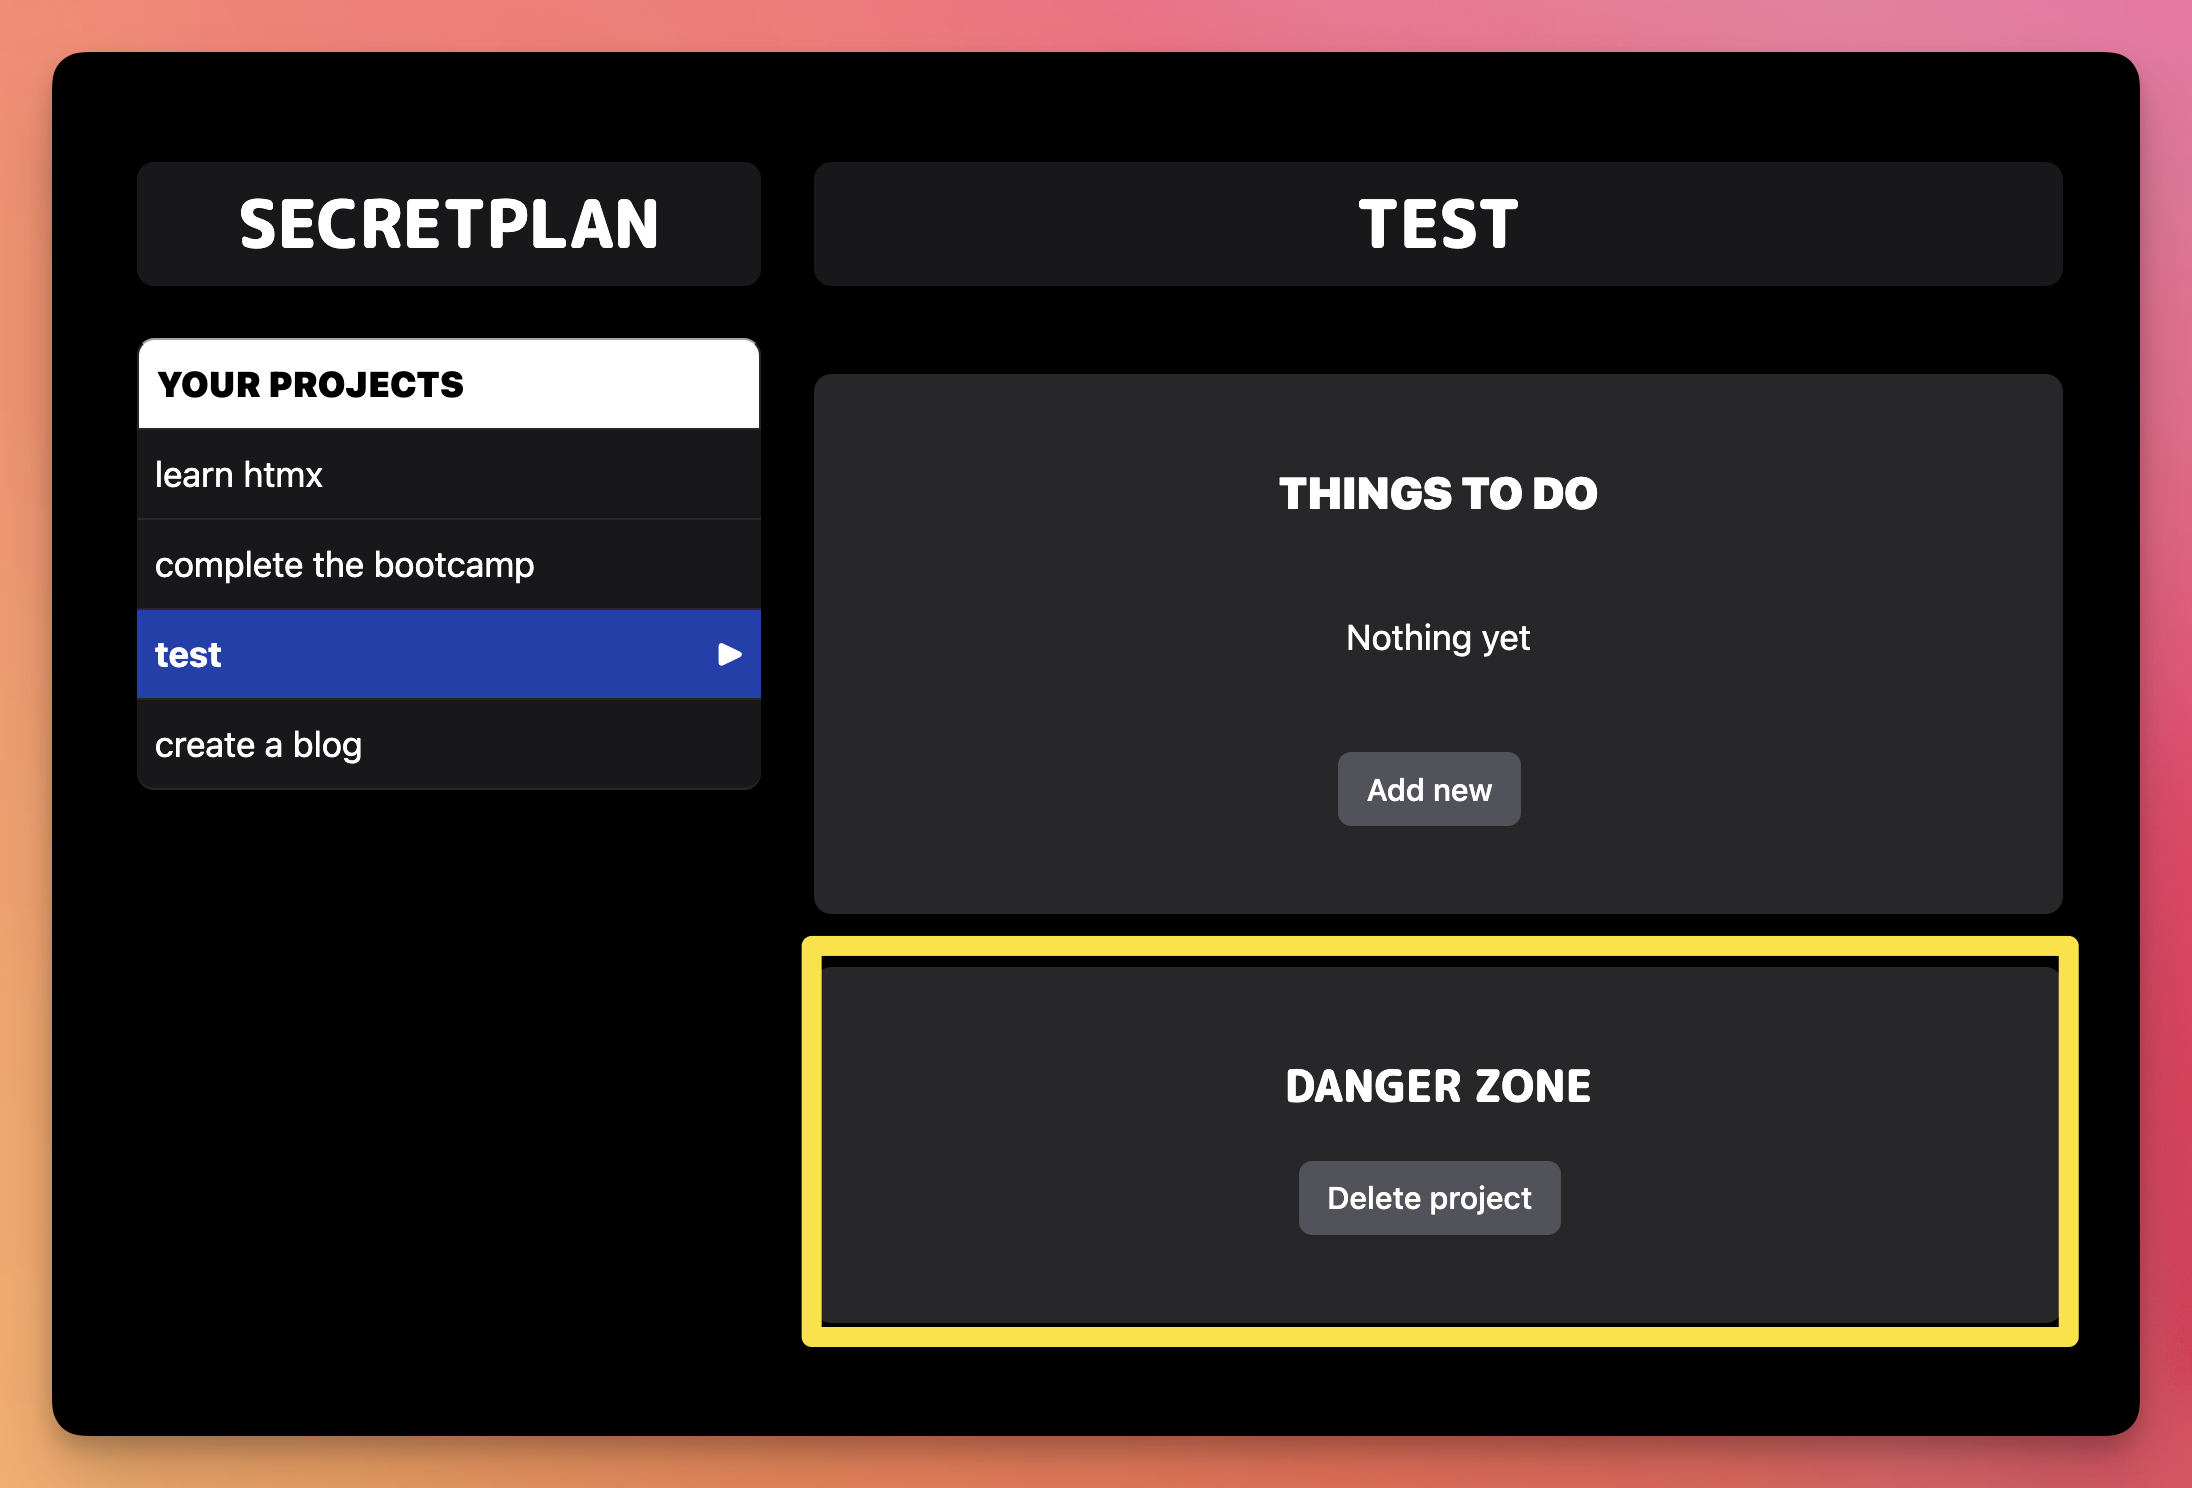 SECRETPLAN
YOUR PROJECTS
learn htmx
complete the bootcamp
test
create a blog
TEST
THINGS TO DO
Nothing yet
Add new
DANGER ZONE
Delete project